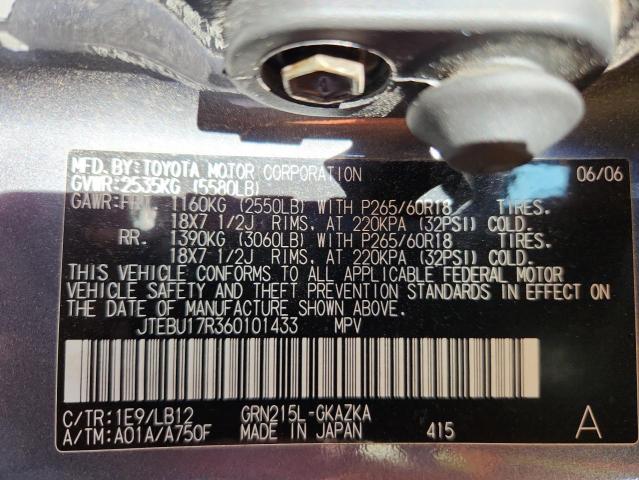 MFD. BY: TOYOTA MOTOR CORPORATION 06/06
GVWR: 2535KG (5580LB)
GAWR: FRT. 1160KG (2550LB) WITH P265/60R18 TIRES.
18X7 1/2J RIMS. AT 220KPA (32PSI) COLD.
RR. 1390KG (3060LB) WITH P265/60R18 TIRES.
18X7 1/2J RIMS. AT 220KPA (32PSI) COLD.
THIS VEHICLE CONFORMS TO ALL APPLICABLE FEDERAL MOTOR
VEHICLE SAFETY AND THEFT PREVENTION STANDARDS IN EFFECT ON
THE DATE OF MANUFACTURE SHOWN ABOVE.
JTEBU17R360101433 MPV
C/TR: 1E9/LB12 GRN215L-GKAZKA
A/TM: A01A/A750F MADE IN JAPAN 415 A